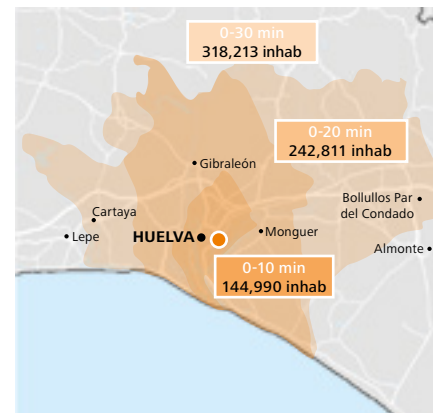 0-30 min
318,213 inhab
0-20 min
242,811 inhab
Gibraleón
Bollullos Par
del Condado
Cartaya
Lepe
HUELVA
Monguer
Almonte
0-10 min
144,990 inhab